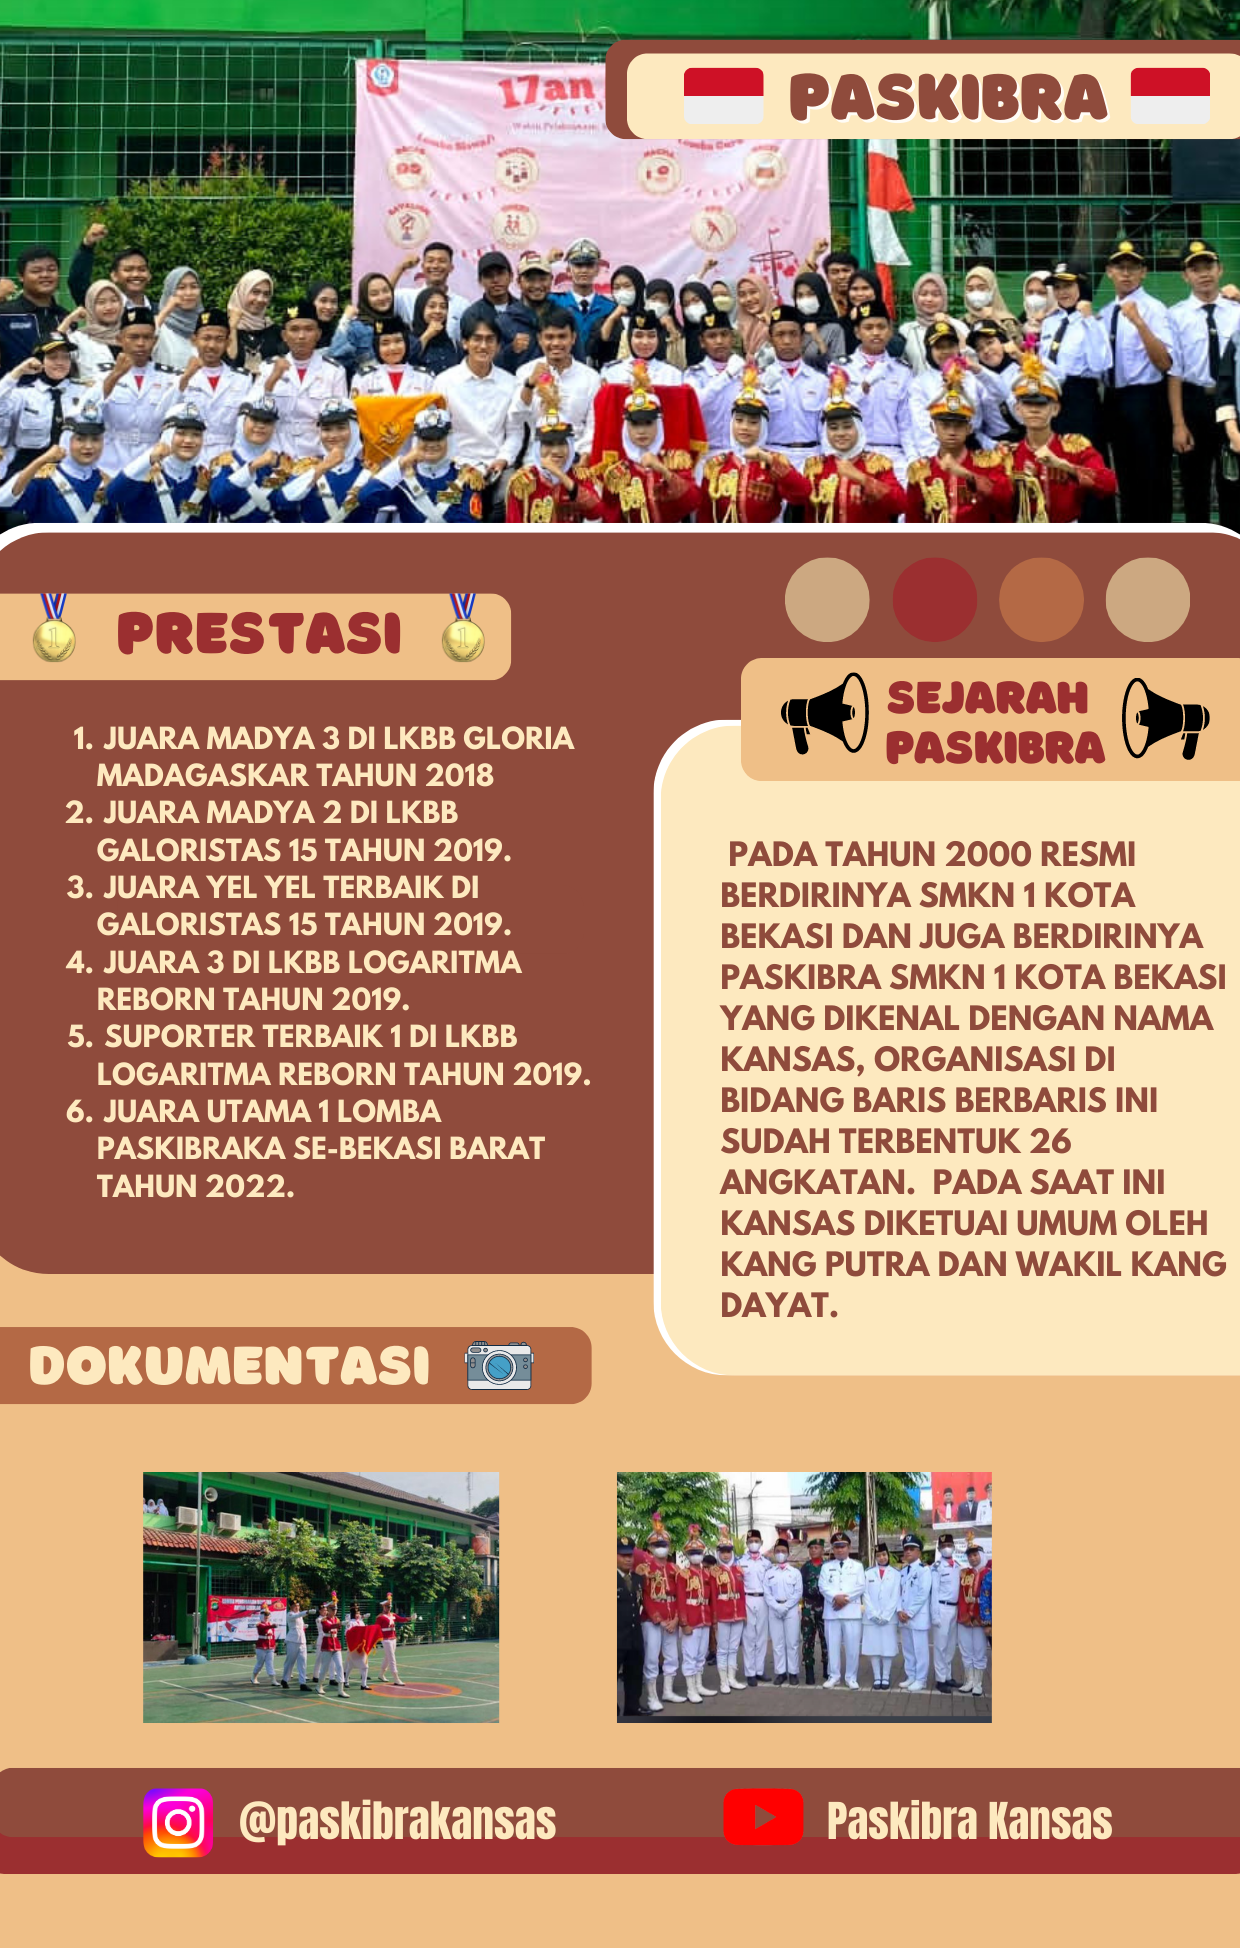 17an
PASKIBRA
PRESTASI
1. JUARA MADYA 3 DI LKBB GLORIA
MADAGASKAR TAHUN 2018
2. JUARA MADYA 2 DI LKBB
GALORISTAS 15 TAHUN 2019.
3. JUARA YEL YEL TERBAIK DI
GALORISTAS 15 TAHUN 2019.
4. JUARA 3 DI LKBB LOGARITMA
REBORN TAHUN 2019.
5. SUPORTER TERBAIK 1 DI LKBB
LOGARITMA REBORN TAHUN 2019.
6. JUARA UTAMA 1 LOMBA
PASKIBRAKA SE-BEKASI BARAT
TAHUN 2022.
SEJARAH
PASKIBRA
PADA TAHUN 2000 RESMI
BERDIRINYA SMKN 1 KOTA
BEKASI DAN JUGA BERDIRINYA
PASKIBRA SMKN 1 KOTA BEKASI
YANG DIKENAL DENGAN NAMA
KANSAS, ORGANISASI DI
BIDANG BARIS BERBARIS INI
SUDAH TERBENTUK 26
ANGKATAN. PADA SAAT INI
KANSAS DIKETUAI UMUM OLEH
KANG PUTRA DAN WAKIL KANG
DAYAT.
DOKUMENTASI
@paskibrakansas
Paskibra Kansas